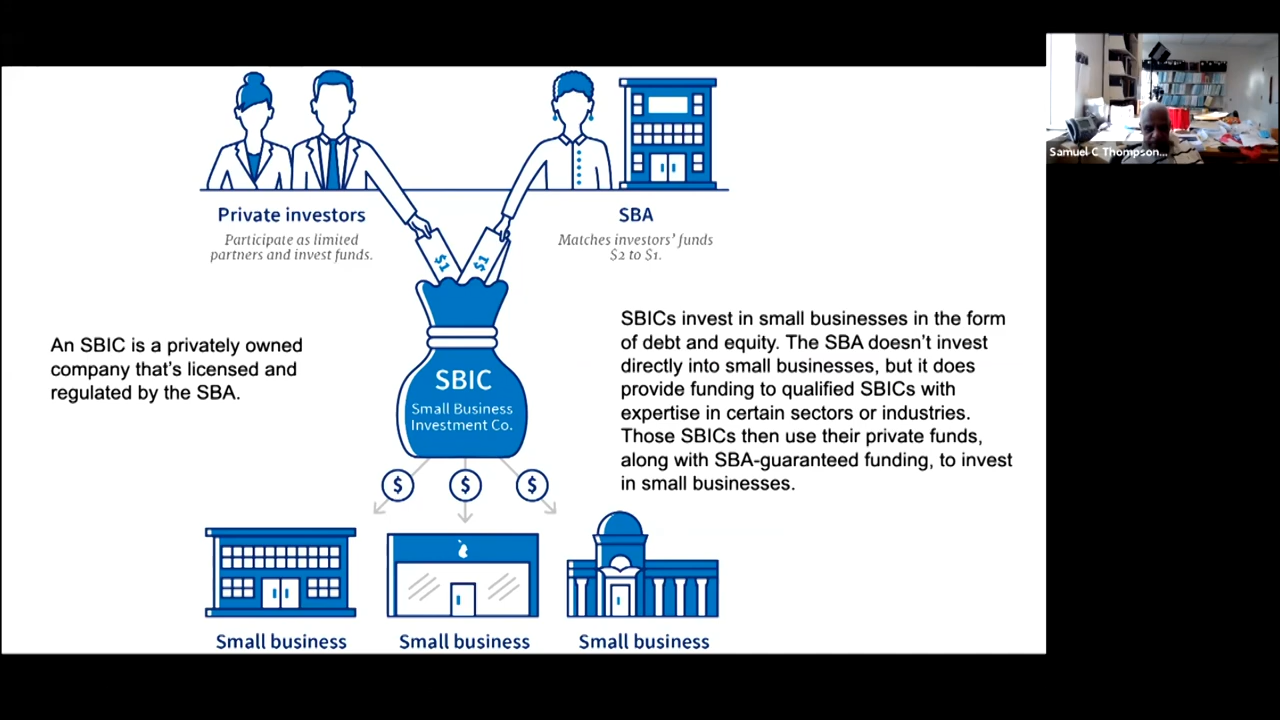 Private investors
Participate as limited
partners and invest funds.
SBA
Matches investors’ funds
$2 to $1.
$1
$1
An SBIC is a privately owned
company that’s licensed and
regulated by the SBA.
SBIC
Small Business
Investment Co.
SBICs invest in small businesses in the form
of debt and equity. The SBA doesn’t invest
directly into small businesses, but it does
provide funding to qualified SBICs with
expertise in certain sectors or industries.
Those SBICs then use their private funds,
along with SBA-guaranteed funding, to invest
in small businesses.
$
$
$
Small business
Small business
Small business
Samuel C Thompson...